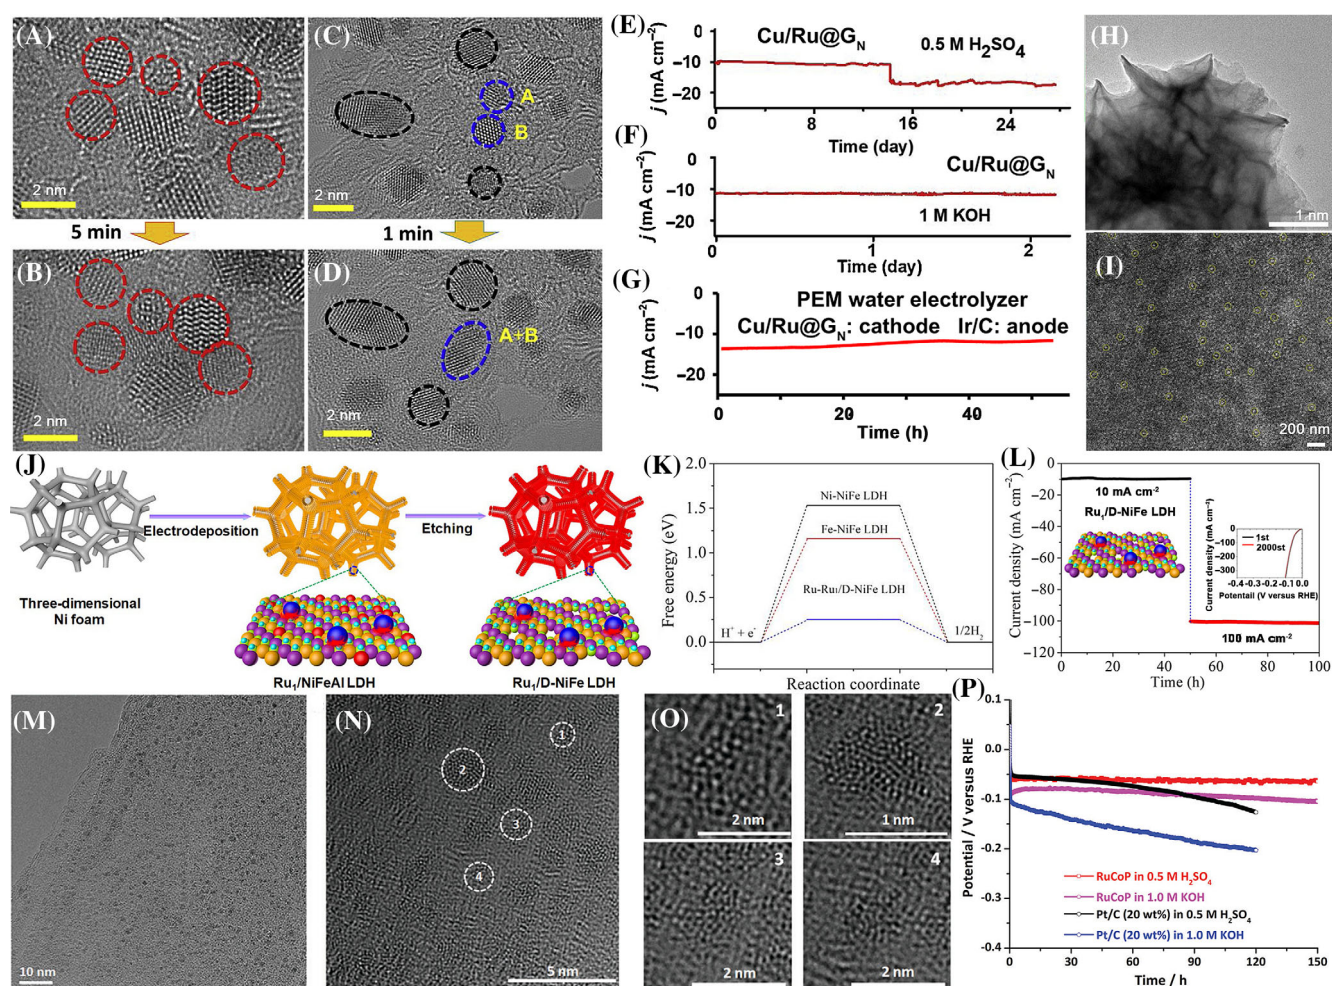 (A)
2 nm
5 min
(B)
2 nm
(C)
A
B
2 nm
1 min
(D)
A+B
2 nm
(E)
Cu/Ru@G_N
0.5 M H₂SO₄
j (mA cm⁻²)
0
−10
−20
0 8 16 24
Time (day)
(F)
Cu/Ru@G_N
1 M KOH
j (mA cm⁻²)
0
−10
−20
0 1 2
Time (day)
(G)
PEM water electrolyzer
Cu/Ru@G_N: cathode Ir/C: anode
j (mA cm⁻²)
0
−10
−20
0 20 40
Time (h)
(H)
1 nm
(I)
200 nm
(J)
Electrodeposition
Etching
Three-dimensional
Ni foam
Ru₁/NiFeAl LDH
Ru₁/D-NiFe LDH
(K)
Free energy (eV)
2.0
1.5
1.0
0.5
0.0
Ni-NiFe LDH
Fe-NiFe LDH
Ru-Ru₁/D-NiFe LDH
H⁺ + e⁻
1/2H₂
Reaction coordinate
(L)
Current density (mA cm⁻²)
0
−20
−40
−60
−80
−100
−120
10 mA cm⁻²
Ru₁/D-NiFe LDH
Current density (mA cm⁻²)
0
−100
−200
−300
−400
1st
2000st
−0.4 −0.3 −0.2 −0.1 0.0
Potentail (V versus RHE)
100 mA cm⁻²
0 20 40 60 80 100
Time (h)
(M)
10 nm
(N)
1
2
3
4
5 nm
(O)
1
2 nm
2
1 nm
3
2 nm
4
2 nm
(P)
Potential / V versus RHE
0.1
0.0
−0.1
−0.2
−0.3
−0.4
RuCoP in 0.5 M H₂SO₄
RuCoP in 1.0 M KOH
Pt/C (20 wt%) in 0.5 M H₂SO₄
Pt/C (20 wt%) in 1.0 M KOH
0 30 60 90 120 150
Time / h